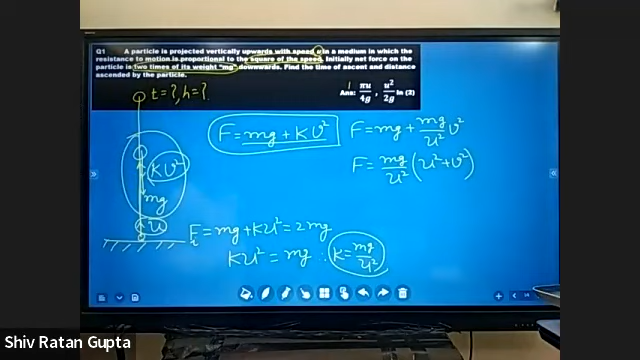 Q1 A particle is projected vertically upwards with speed u in a medium in which the
resistance to motion is proportional to the square of the speed. Initially net force on
particle is two times of its weight "mg" downwards. Find the time of ascent and distance
ascended by the particle.
Ans: πu/4g , u²/2g ln (2)
t = ?, h = ?
F = mg + KV²
F = mg + mg/u² v²
F = mg/u² (u² + v²)
KV²
mg
u
Fᵢ = mg + Ku² = 2mg
Ku² = mg ∴ K = mg/u²
Shiv Ratan Gupta